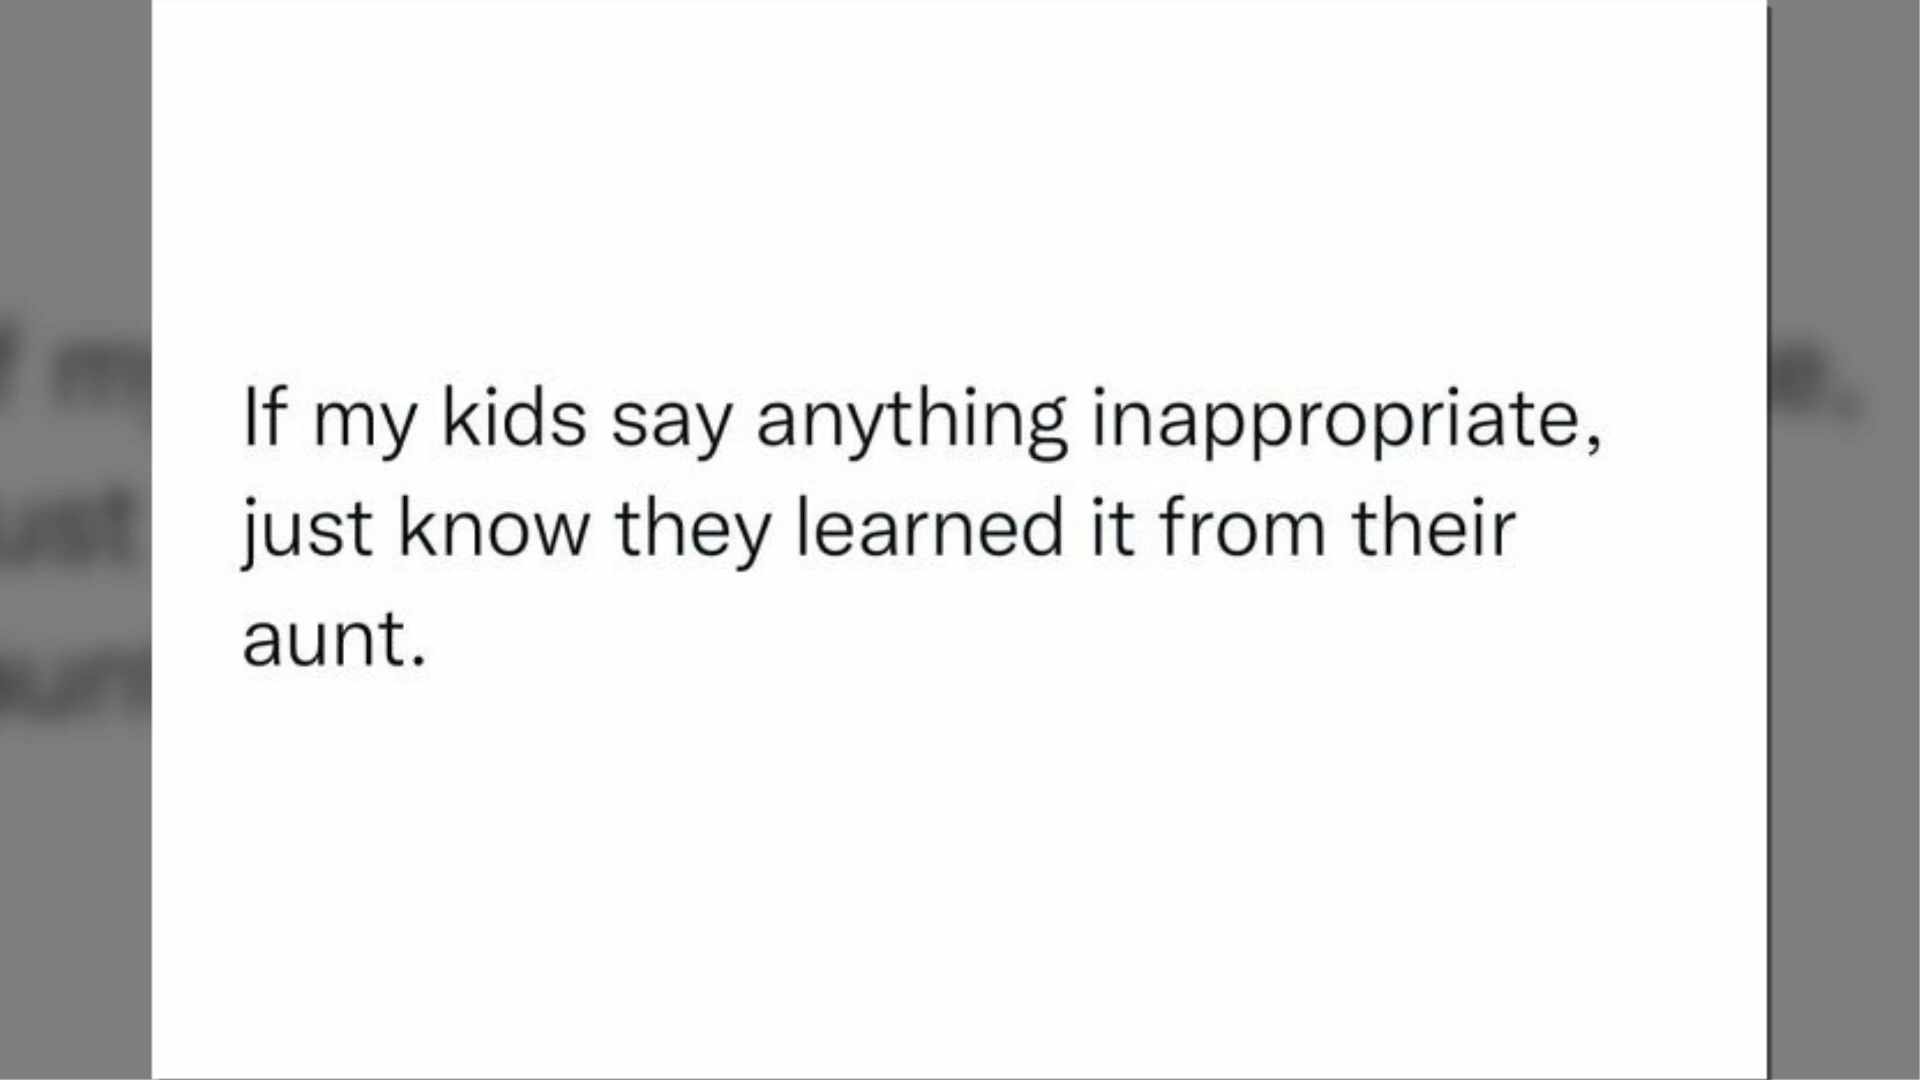 If my kids say anything inappropriate,
just know they learned it from their
aunt.